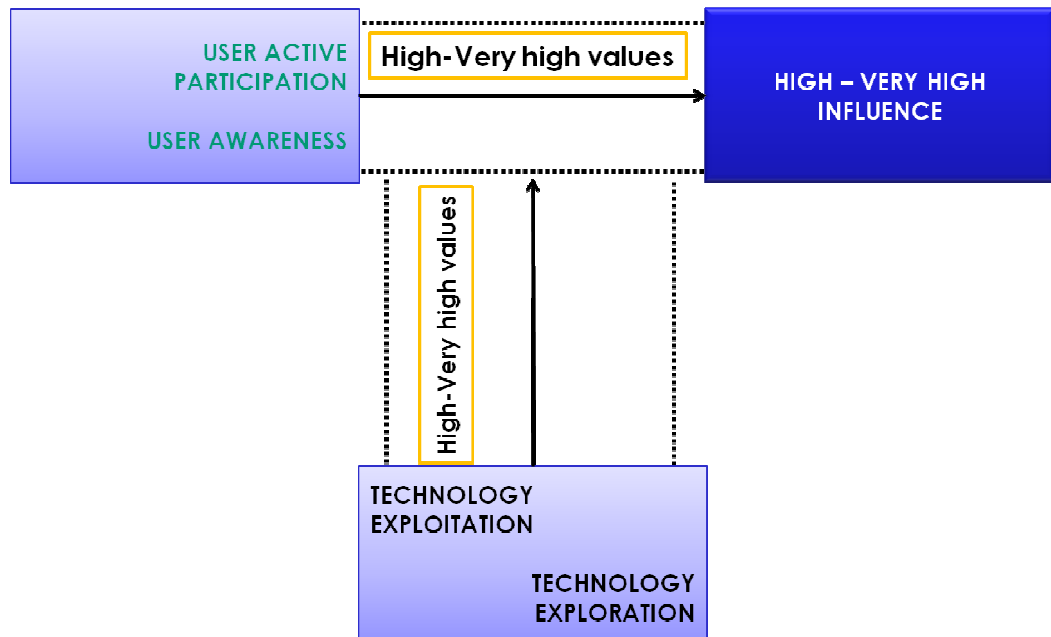 USER ACTIVE
PARTICIPATION
USER AWARENESS
High-Very high values
HIGH – VERY HIGH
INFLUENCE
High-Very high values
TECHNOLOGY
EXPLOITATION
TECHNOLOGY
EXPLORATION